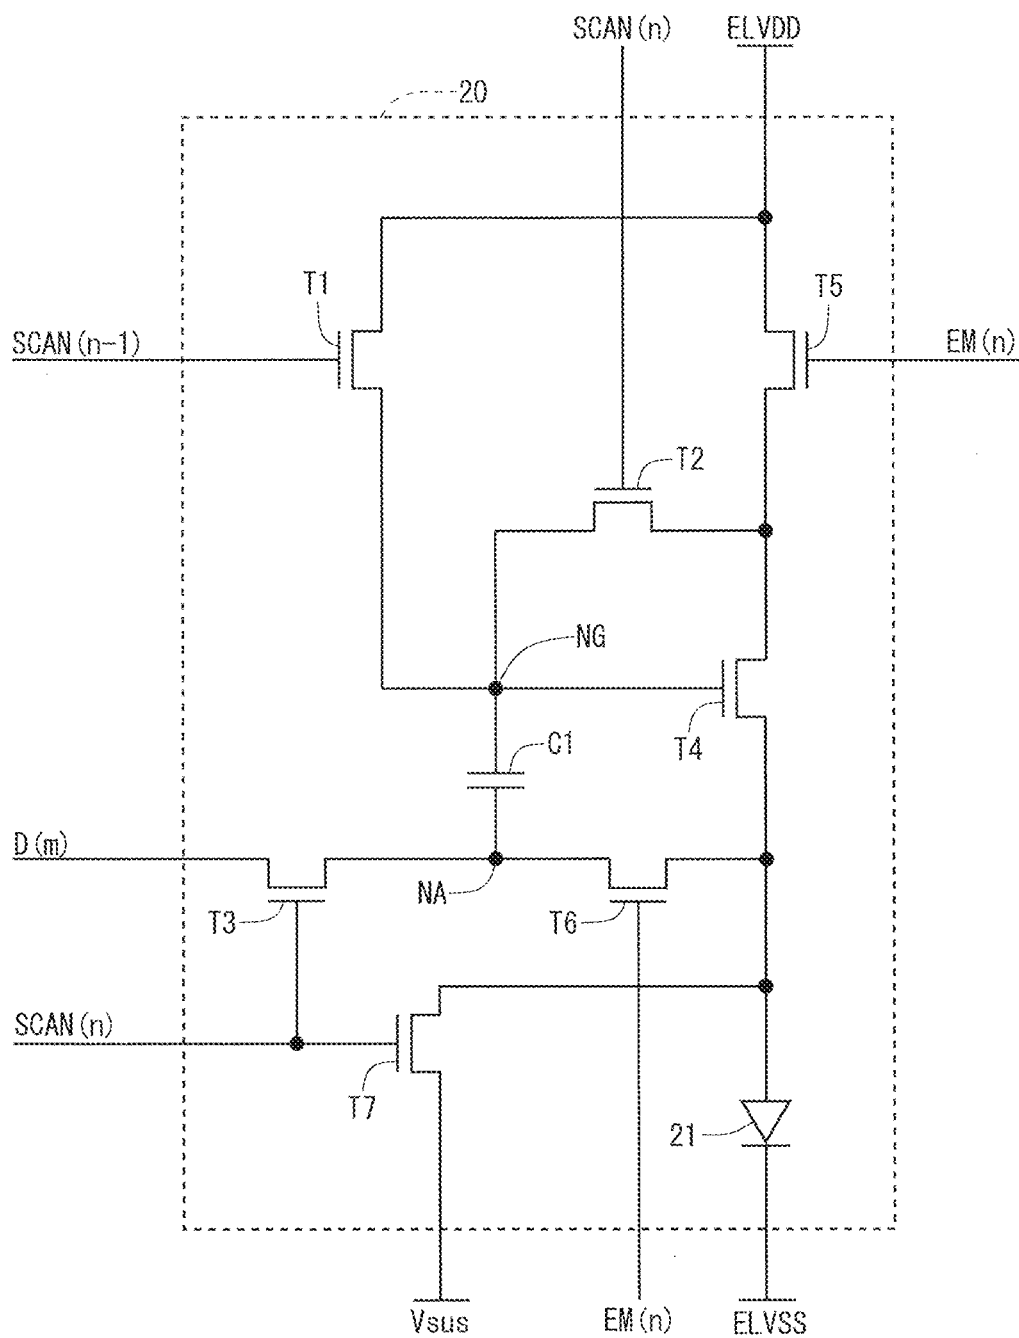 SCAN(n) ELVDD
20
T1
T5
SCAN(n-1)
EM(n)
T2
NG
T4
C1
D(m)
NA
T3
T6
SCAN(n)
T7
21
Vsus
EM(n)
ELVSS